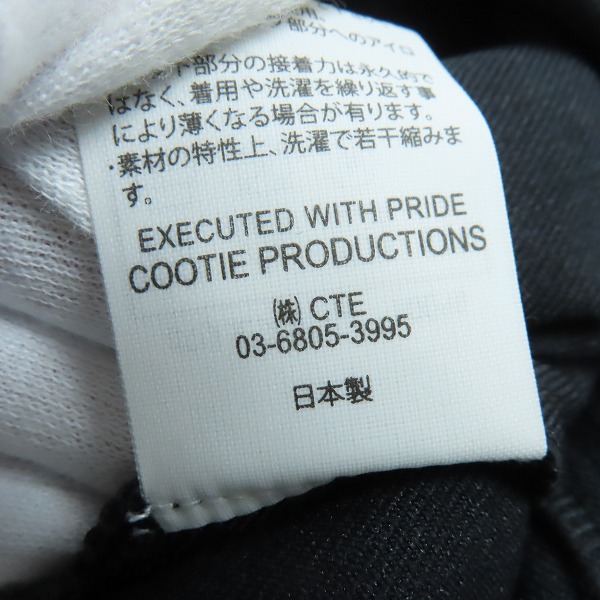 部分へのアイロ
部分の接着力は永久的で
はなく、着用や洗濯を繰り返す事
により薄くなる場合が有ります。
・素材の特性上、洗濯で若干縮みま
す。
EXECUTED WITH PRIDE
COOTIE PRODUCTIONS
㈱ CTE
03-6805-3995
日本製